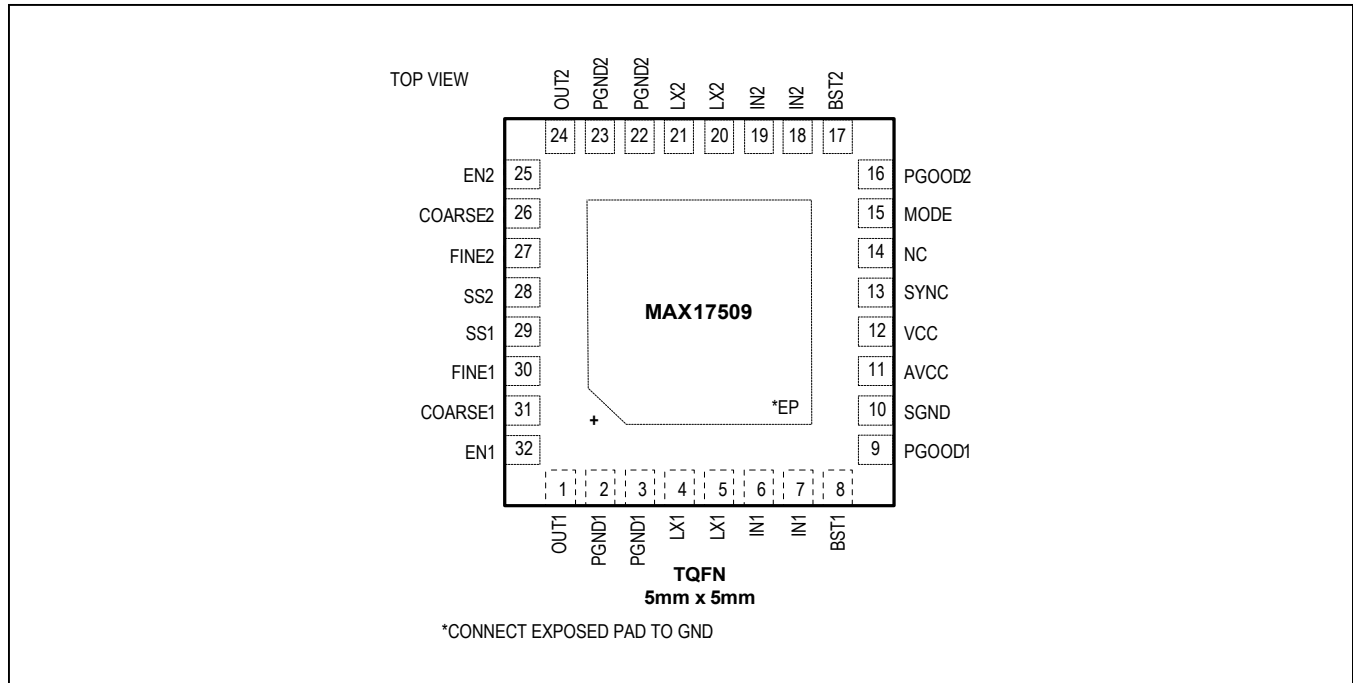 TOP VIEW
OUT2 PGND2 PGND2 LX2 LX2 IN2 IN2 BST2
24 23 22 21 20 19 18 17
EN2 25 16 PGOOD2
COARSE2 26 15 MODE
FINE2 27 14 NC
SS2 28 13 SYNC
MAX17509
SS1 29 12 VCC
FINE1 30 11 AVCC
COARSE1 31 *EP 10 SGND
+
EN1 32 9 PGOOD1
1 2 3 4 5 6 7 8
OUT1 PGND1 PGND1 LX1 LX1 IN1 IN1 BST1
TQFN
5mm x 5mm
*CONNECT EXPOSED PAD TO GND